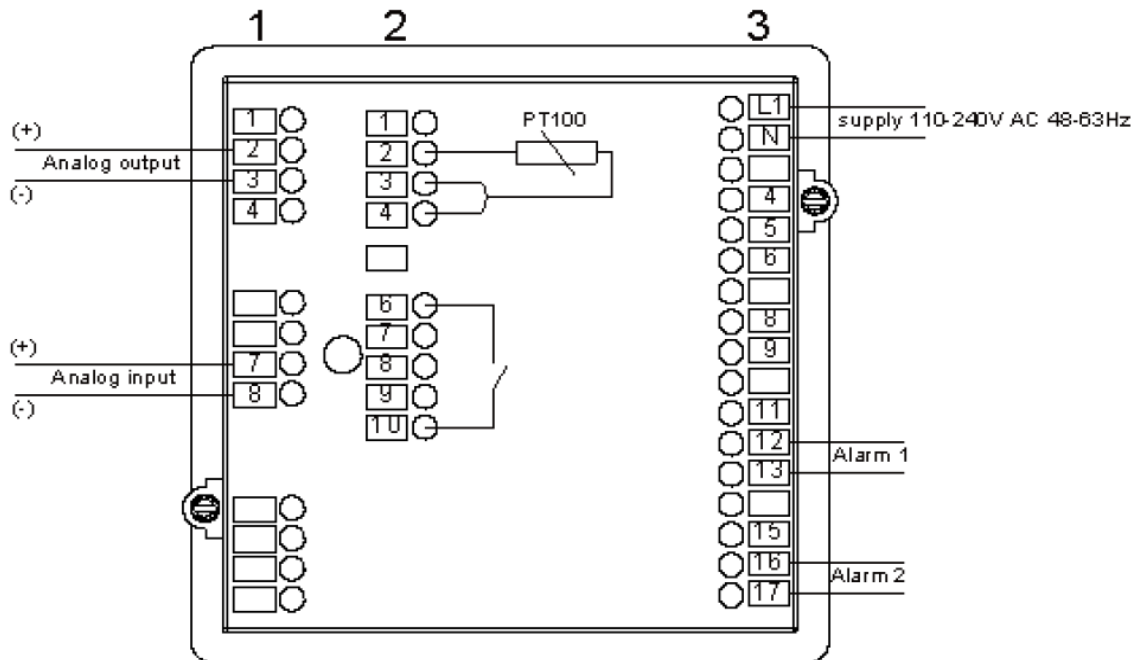 1 2 3
1 1 PT100 L1
(+) supply 110-240V AC 48-63Hz
2 2 N
Analog output
3 3
(-)
4 4 4
5
6
6 8
7
(+) 9
7 8
Analog input
8 9 11
(-)
10 12
Alarm 1
13
15
16
Alarm 2
17